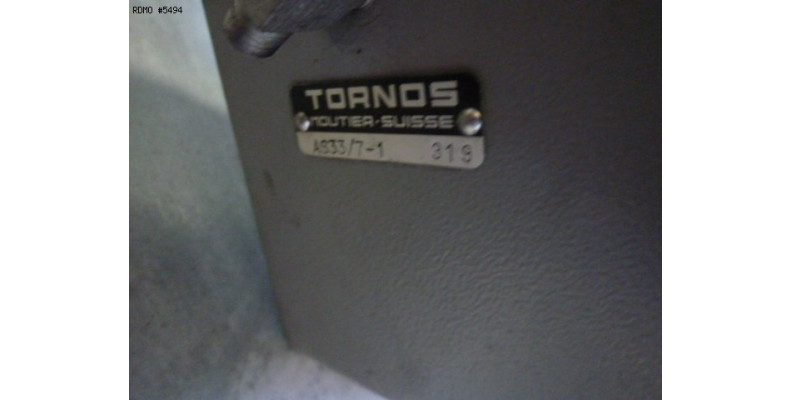 RDMO #5494
TORNOS
MOUTIER-SUISSE
AS33/7-1 319